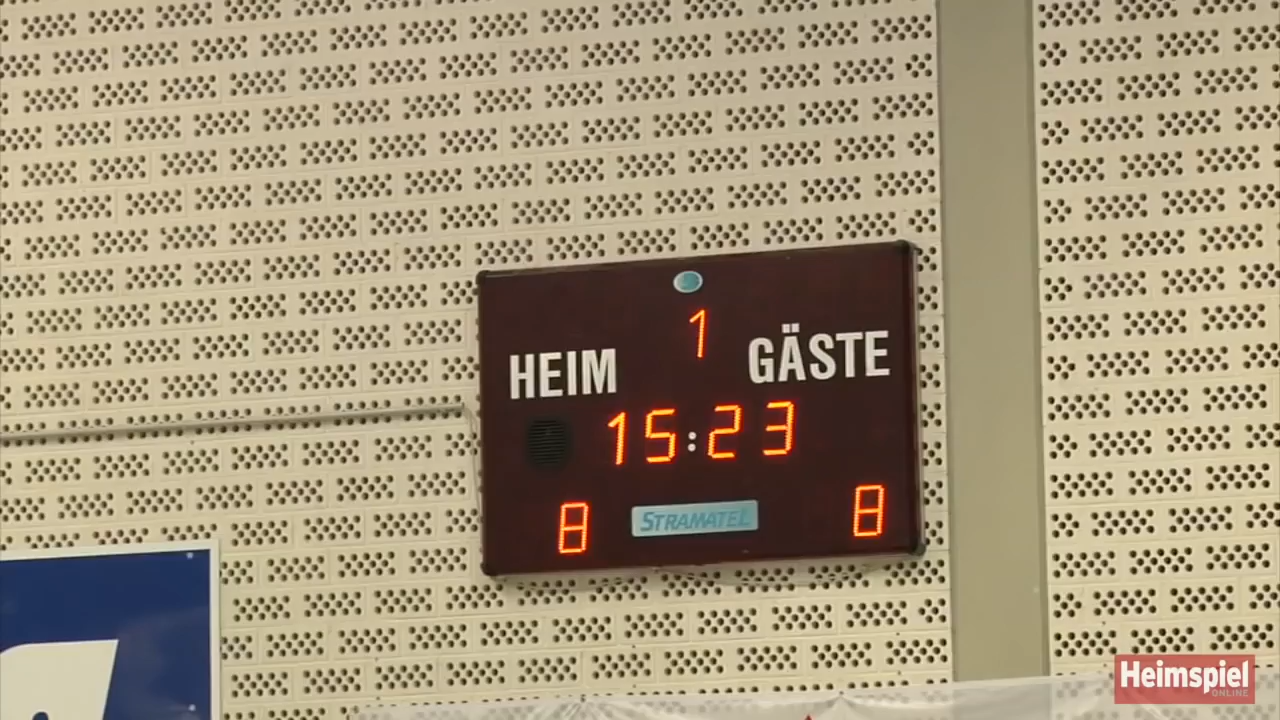 1
HEIM GÄSTE
15:23
8 8
STRAMATEL
Heimspiel
ONLINE